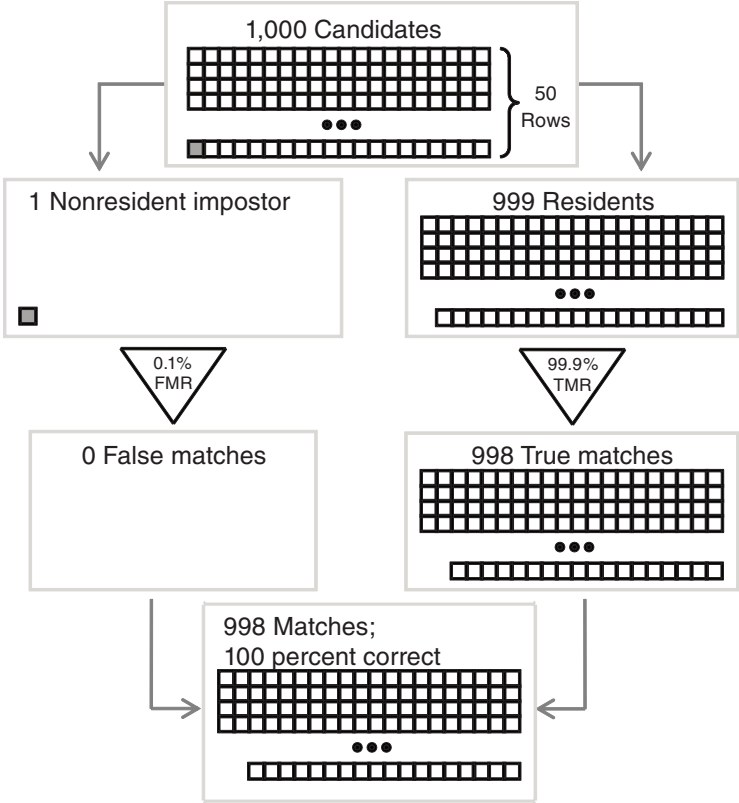 1,000 Candidates
50
Rows
1 Nonresident impostor
999 Residents
0.1%
FMR
99.9%
TMR
0 False matches
998 True matches
998 Matches;
100 percent correct